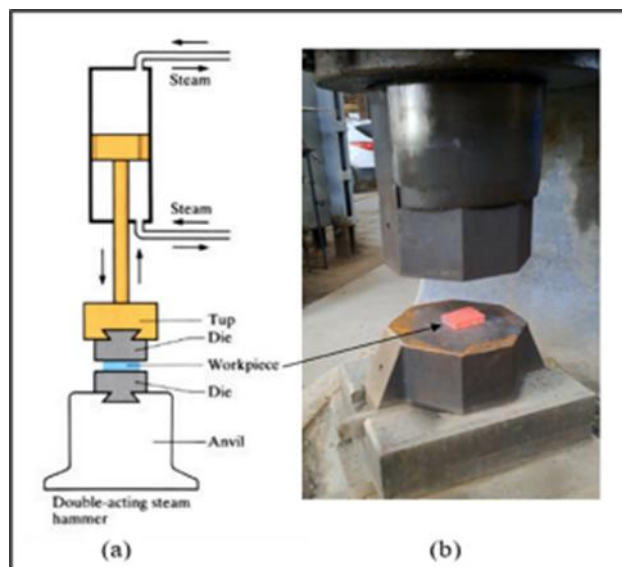 Steam
Steam
Tup
Die
Workpiece
Die
Anvil
Double-acting steam
hammer
(a)
(b)